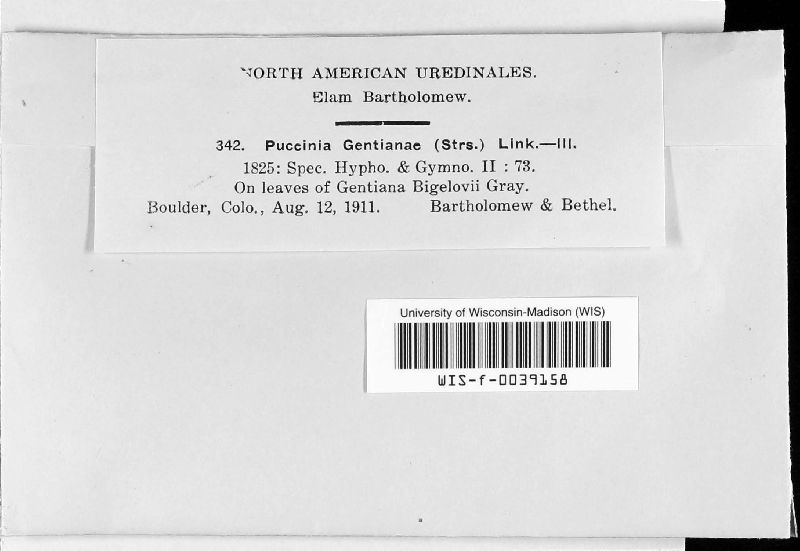 NORTH AMERICAN UREDINALES.
Elam Bartholomew.
342. Puccinia Gentianae (Strs.) Link.—III.
1825: Spec. Hypho. & Gymno. II : 73.
On leaves of Gentiana Bigelovii Gray.
Boulder, Colo., Aug. 12, 1911. Bartholomew & Bethel.
University of Wisconsin-Madison (WIS)
WIS-f-0039158